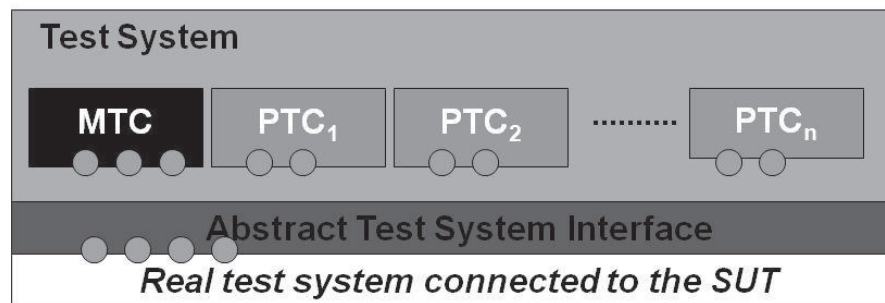 Test System
MTC PTC1 PTC2 ........... PTCn
Abstract Test System Interface
Real test system connected to the SUT